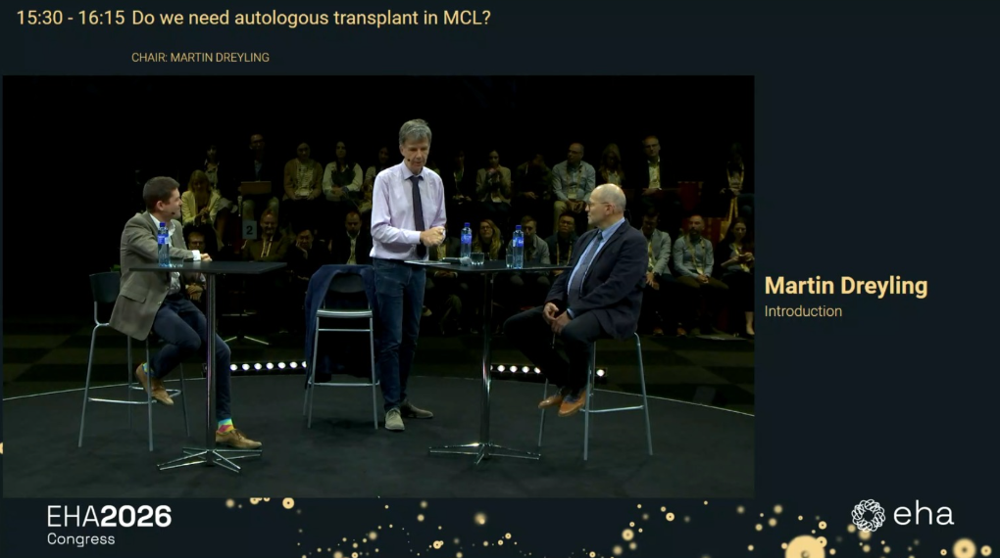 15:30 - 16:15 Do we need autologous transplant in MCL?
CHAIR: MARTIN DREYLING
2
Martin Dreyling
Introduction
EHA2026
Congress
eha